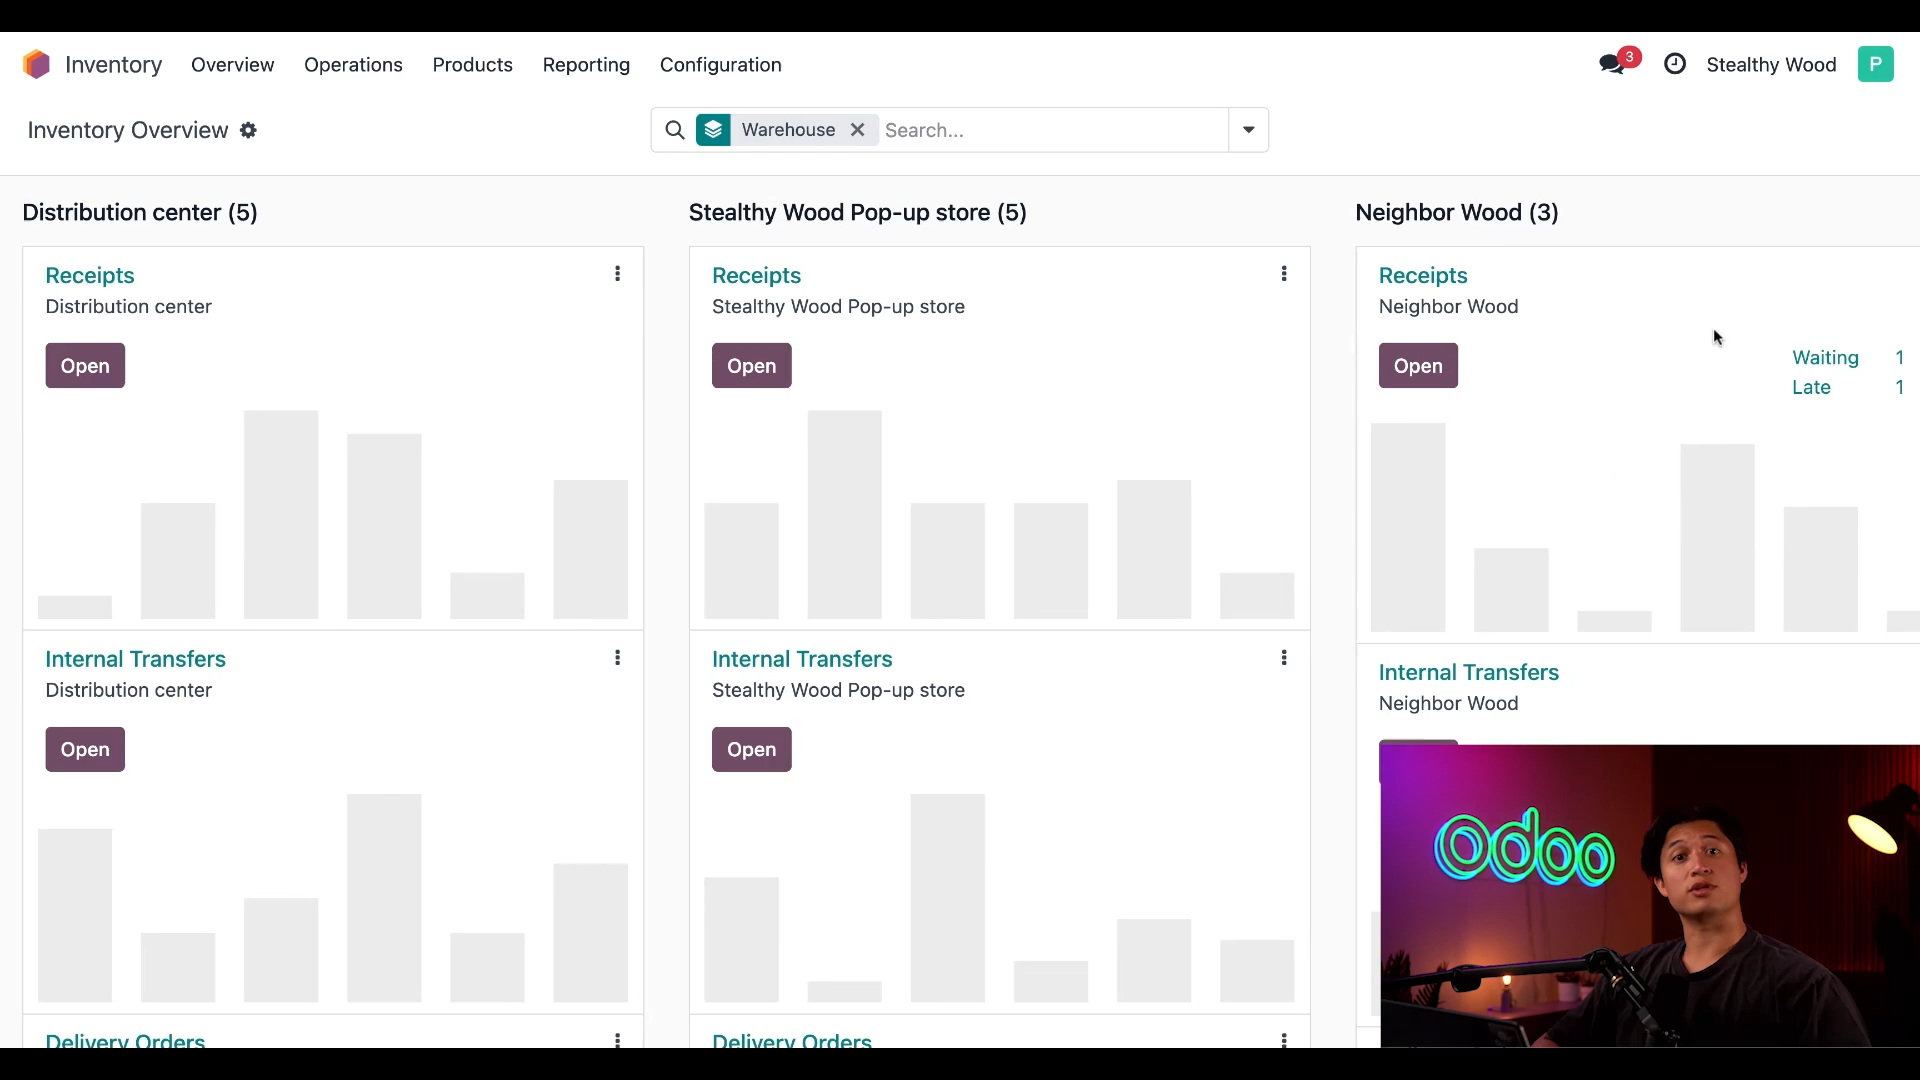 Inventory Overview Operations Products Reporting Configuration 3 Stealthy Wood P
Inventory Overview Warehouse Search...
Distribution center (5)
Receipts
Distribution center
Open
Internal Transfers
Distribution center
Open
Delivery Orders
Stealthy Wood Pop-up store (5)
Receipts
Stealthy Wood Pop-up store
Open
Internal Transfers
Stealthy Wood Pop-up store
Open
Delivery Orders
Neighbor Wood (3)
Receipts
Neighbor Wood
Open
Waiting 1
Late 1
Internal Transfers
Neighbor Wood
odoo